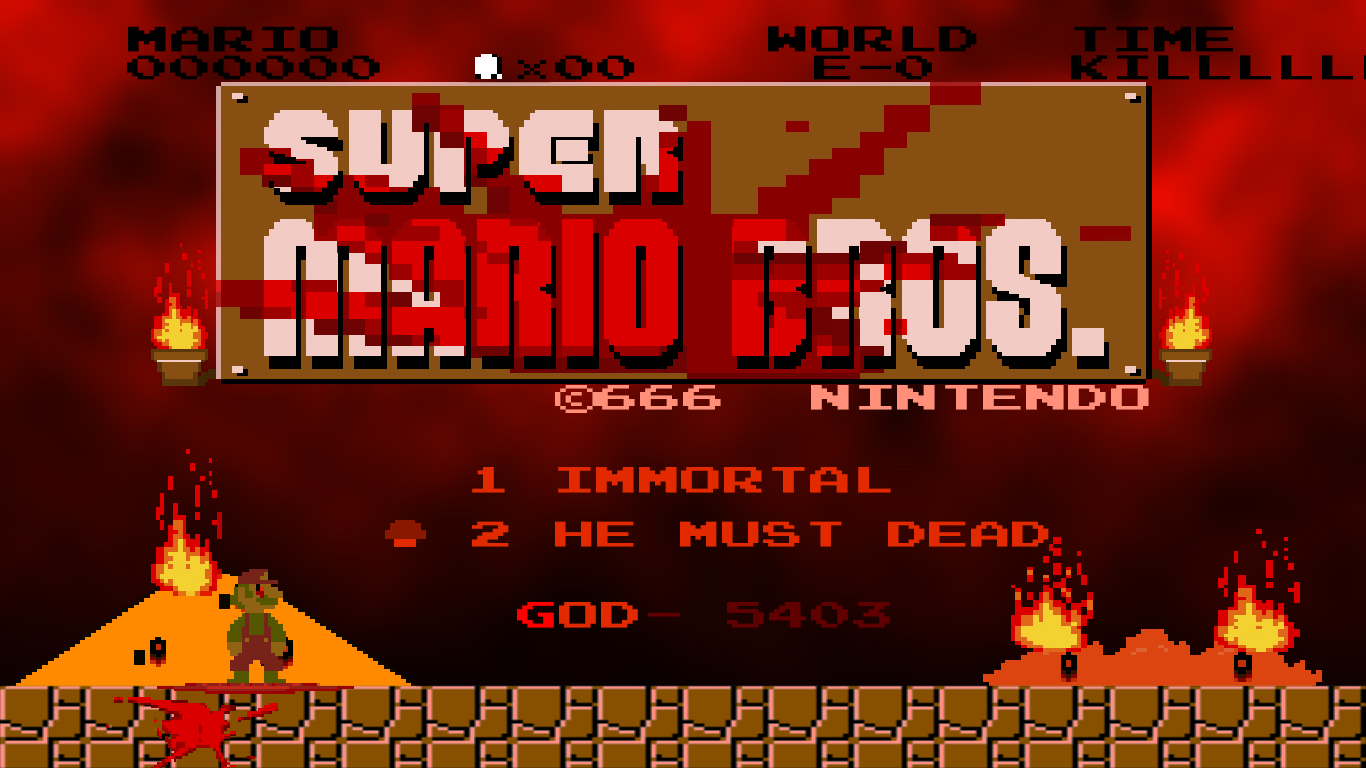 MARIO WORLD TIME
000000 ×00 E-0 KILLLLLL
SUPER
MARIO BROS.
©666 NINTENDO
1 IMMORTAL
2 HE MUST DEAD
GOD- 5403